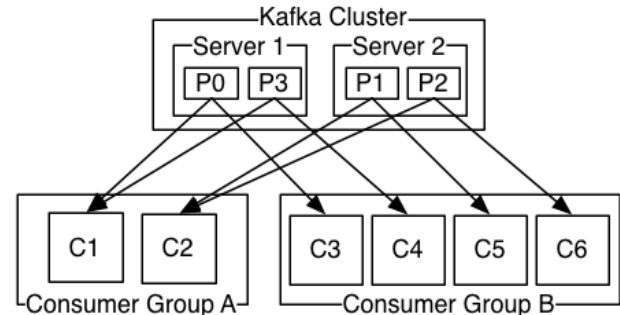 Kafka Cluster
Server 1 Server 2
P0 P3 P1 P2
C1 C2 C3 C4 C5 C6
Consumer Group A Consumer Group B